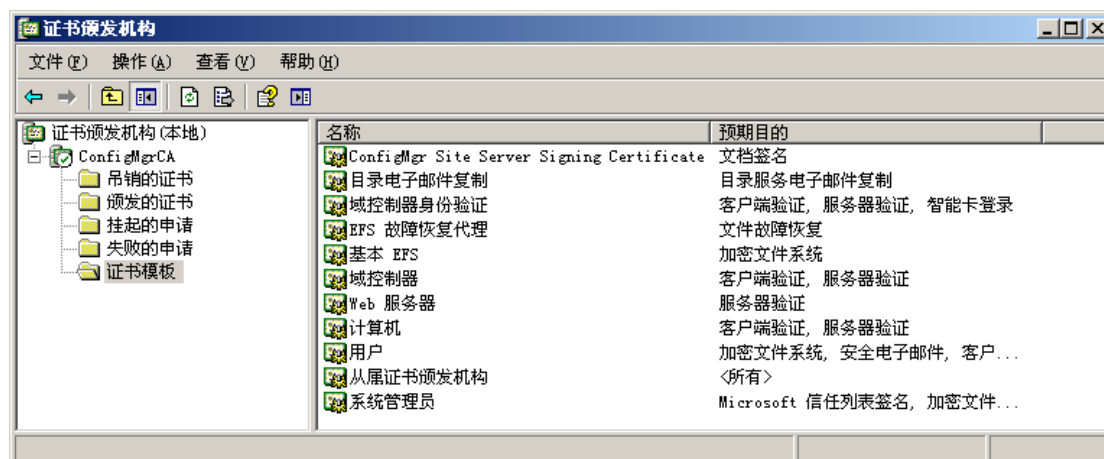 证书颁发机构
文件(F) 操作(A) 查看(V) 帮助(H)
证书颁发机构(本地)
ConfigMgrCA
吊销的证书
颁发的证书
挂起的申请
失败的申请
证书模板
名称 预期目的
ConfigMgr Site Server Signing Certificate 文档签名
目录电子邮件复制 目录服务电子邮件复制
域控制器身份验证 客户端验证, 服务器验证, 智能卡登录
EFS 故障恢复代理 文件故障恢复
基本 EFS 加密文件系统
域控制器 客户端验证, 服务器验证
Web 服务器 服务器验证
计算机 客户端验证, 服务器验证
用户 加密文件系统, 安全电子邮件, 客户...
从属证书颁发机构 <所有>
系统管理员 Microsoft 信任列表签名, 加密文件...